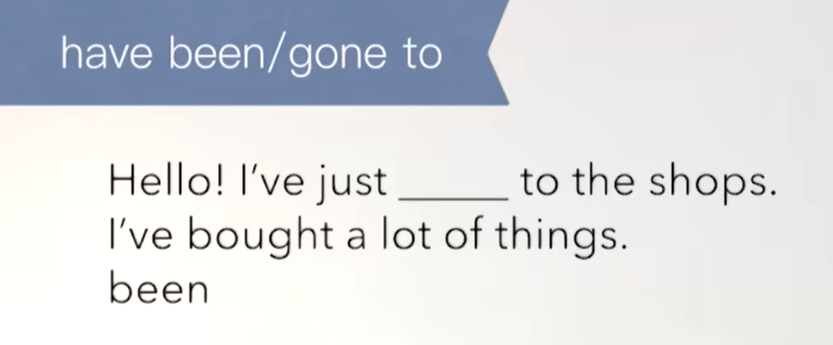 have been/gone to
Hello! I've just ______ to the shops.
I've bought a lot of things.
been